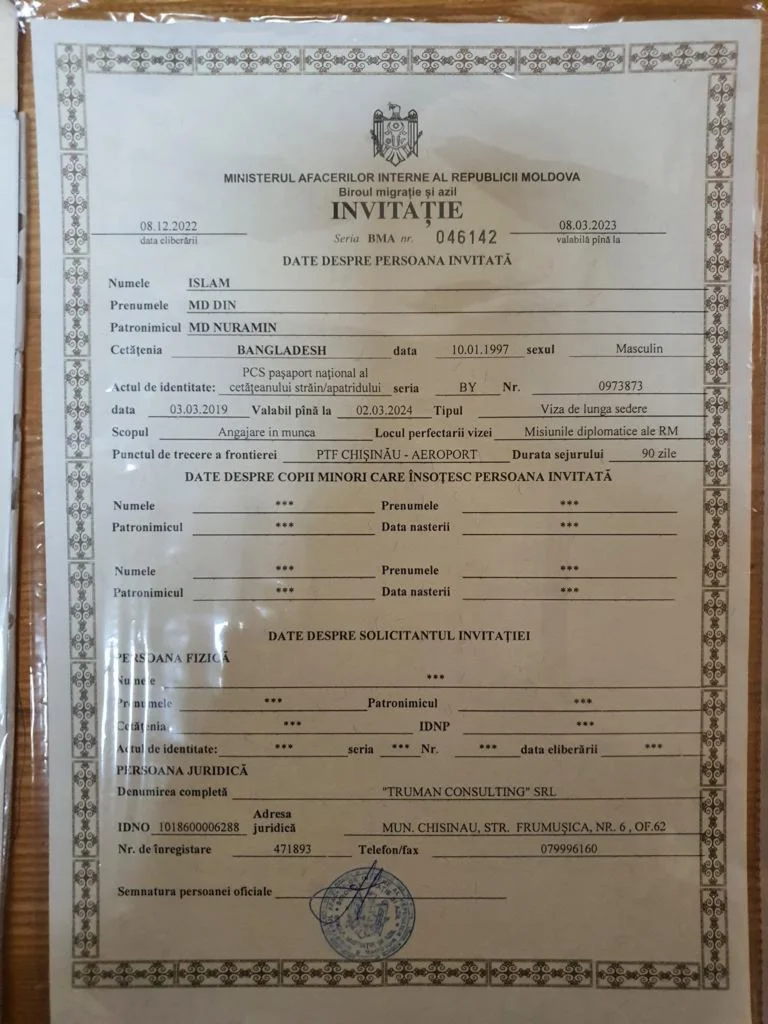 MINISTERUL AFACERILOR INTERNE AL REPUBLICII MOLDOVA
Biroul migrație și azil
INVITAȚIE
08.12.2022 08.03.2023
data eliberării Seria BMA nr. 046142 valabilă pînă la
DATE DESPRE PERSOANA INVITATĂ
Numele ISLAM
Prenumele MD DIN
Patronimicul MD NURAMIN
Cetățenia BANGLADESH data 10.01.1997 sexul Masculin
PCS pașaport național al
Actul de identitate: cetățeanului străin/apatridului seria BY Nr. 0973873
data 03.03.2019 Valabil pînă la 02.03.2024 Tipul Viza de lunga sedere
Scopul Angajare in munca Locul perfectarii vizei Misiunile diplomatice ale RM
Punctul de trecere a frontierei PTF CHIȘINĂU - AEROPORT Durata sejurului 90 zile
DATE DESPRE COPII MINORI CARE ÎNSOȚESC PERSOANA INVITATĂ
Numele *** Prenumele ***
Patronimicul *** Data nasterii ***
Numele *** Prenumele ***
Patronimicul *** Data nasterii ***
DATE DESPRE SOLICITANTUL INVITAȚIEI
PERSOANA FIZICĂ
Numele ***
Prenumele *** Patronimicul ***
Cetățenia *** IDNP ***
Actul de identitate: *** seria *** Nr. *** data eliberării ***
PERSOANA JURIDICĂ
Denumirea completă "TRUMAN CONSULTING" SRL
Adresa
IDNO 1018600006288 juridică MUN. CHISINAU, STR. FRUMUȘICA, NR. 6 , OF.62
Nr. de înregistare 471893 Telefon/fax 079996160
Semnatura persoanei oficiale